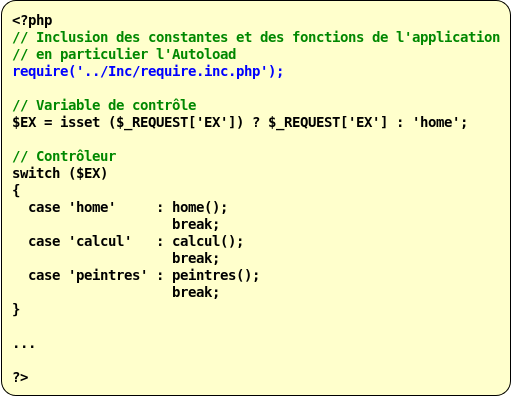 <?php
// Inclusion des constantes et des fonctions de l'application
// en particulier l'Autoload
require('../Inc/require.inc.php');

// Variable de contrôle
$EX = isset ($_REQUEST['EX']) ? $_REQUEST['EX'] : 'home';

// Contrôleur
switch ($EX)
{
  case 'home'     : home();
                    break;
  case 'calcul'   : calcul();
                    break;
  case 'peintres' : peintres();
                    break;
}

...

?>